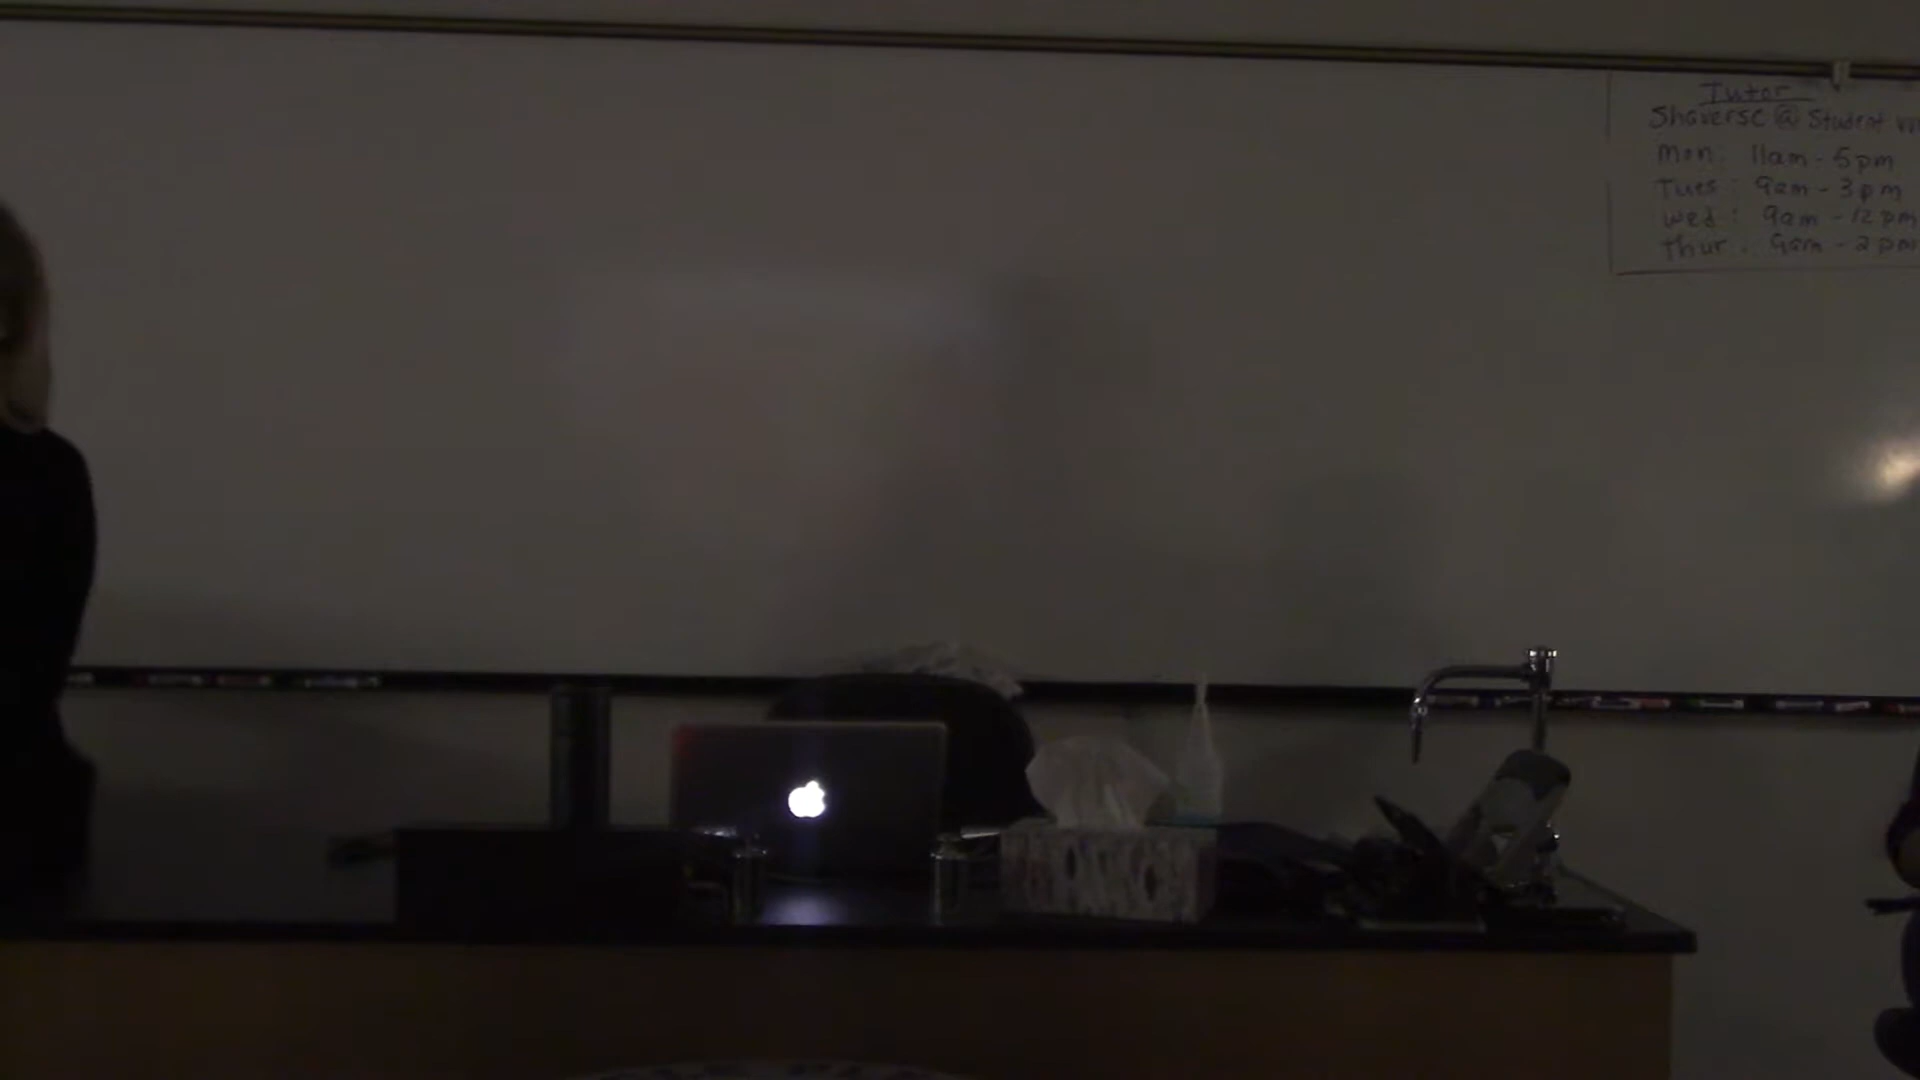 Tutor
Shaversc @ Student
Mon: 11am - 5pm
Tues: 9am - 3pm
Wed: 9am - 12pm
Thur: 9am - 2pm